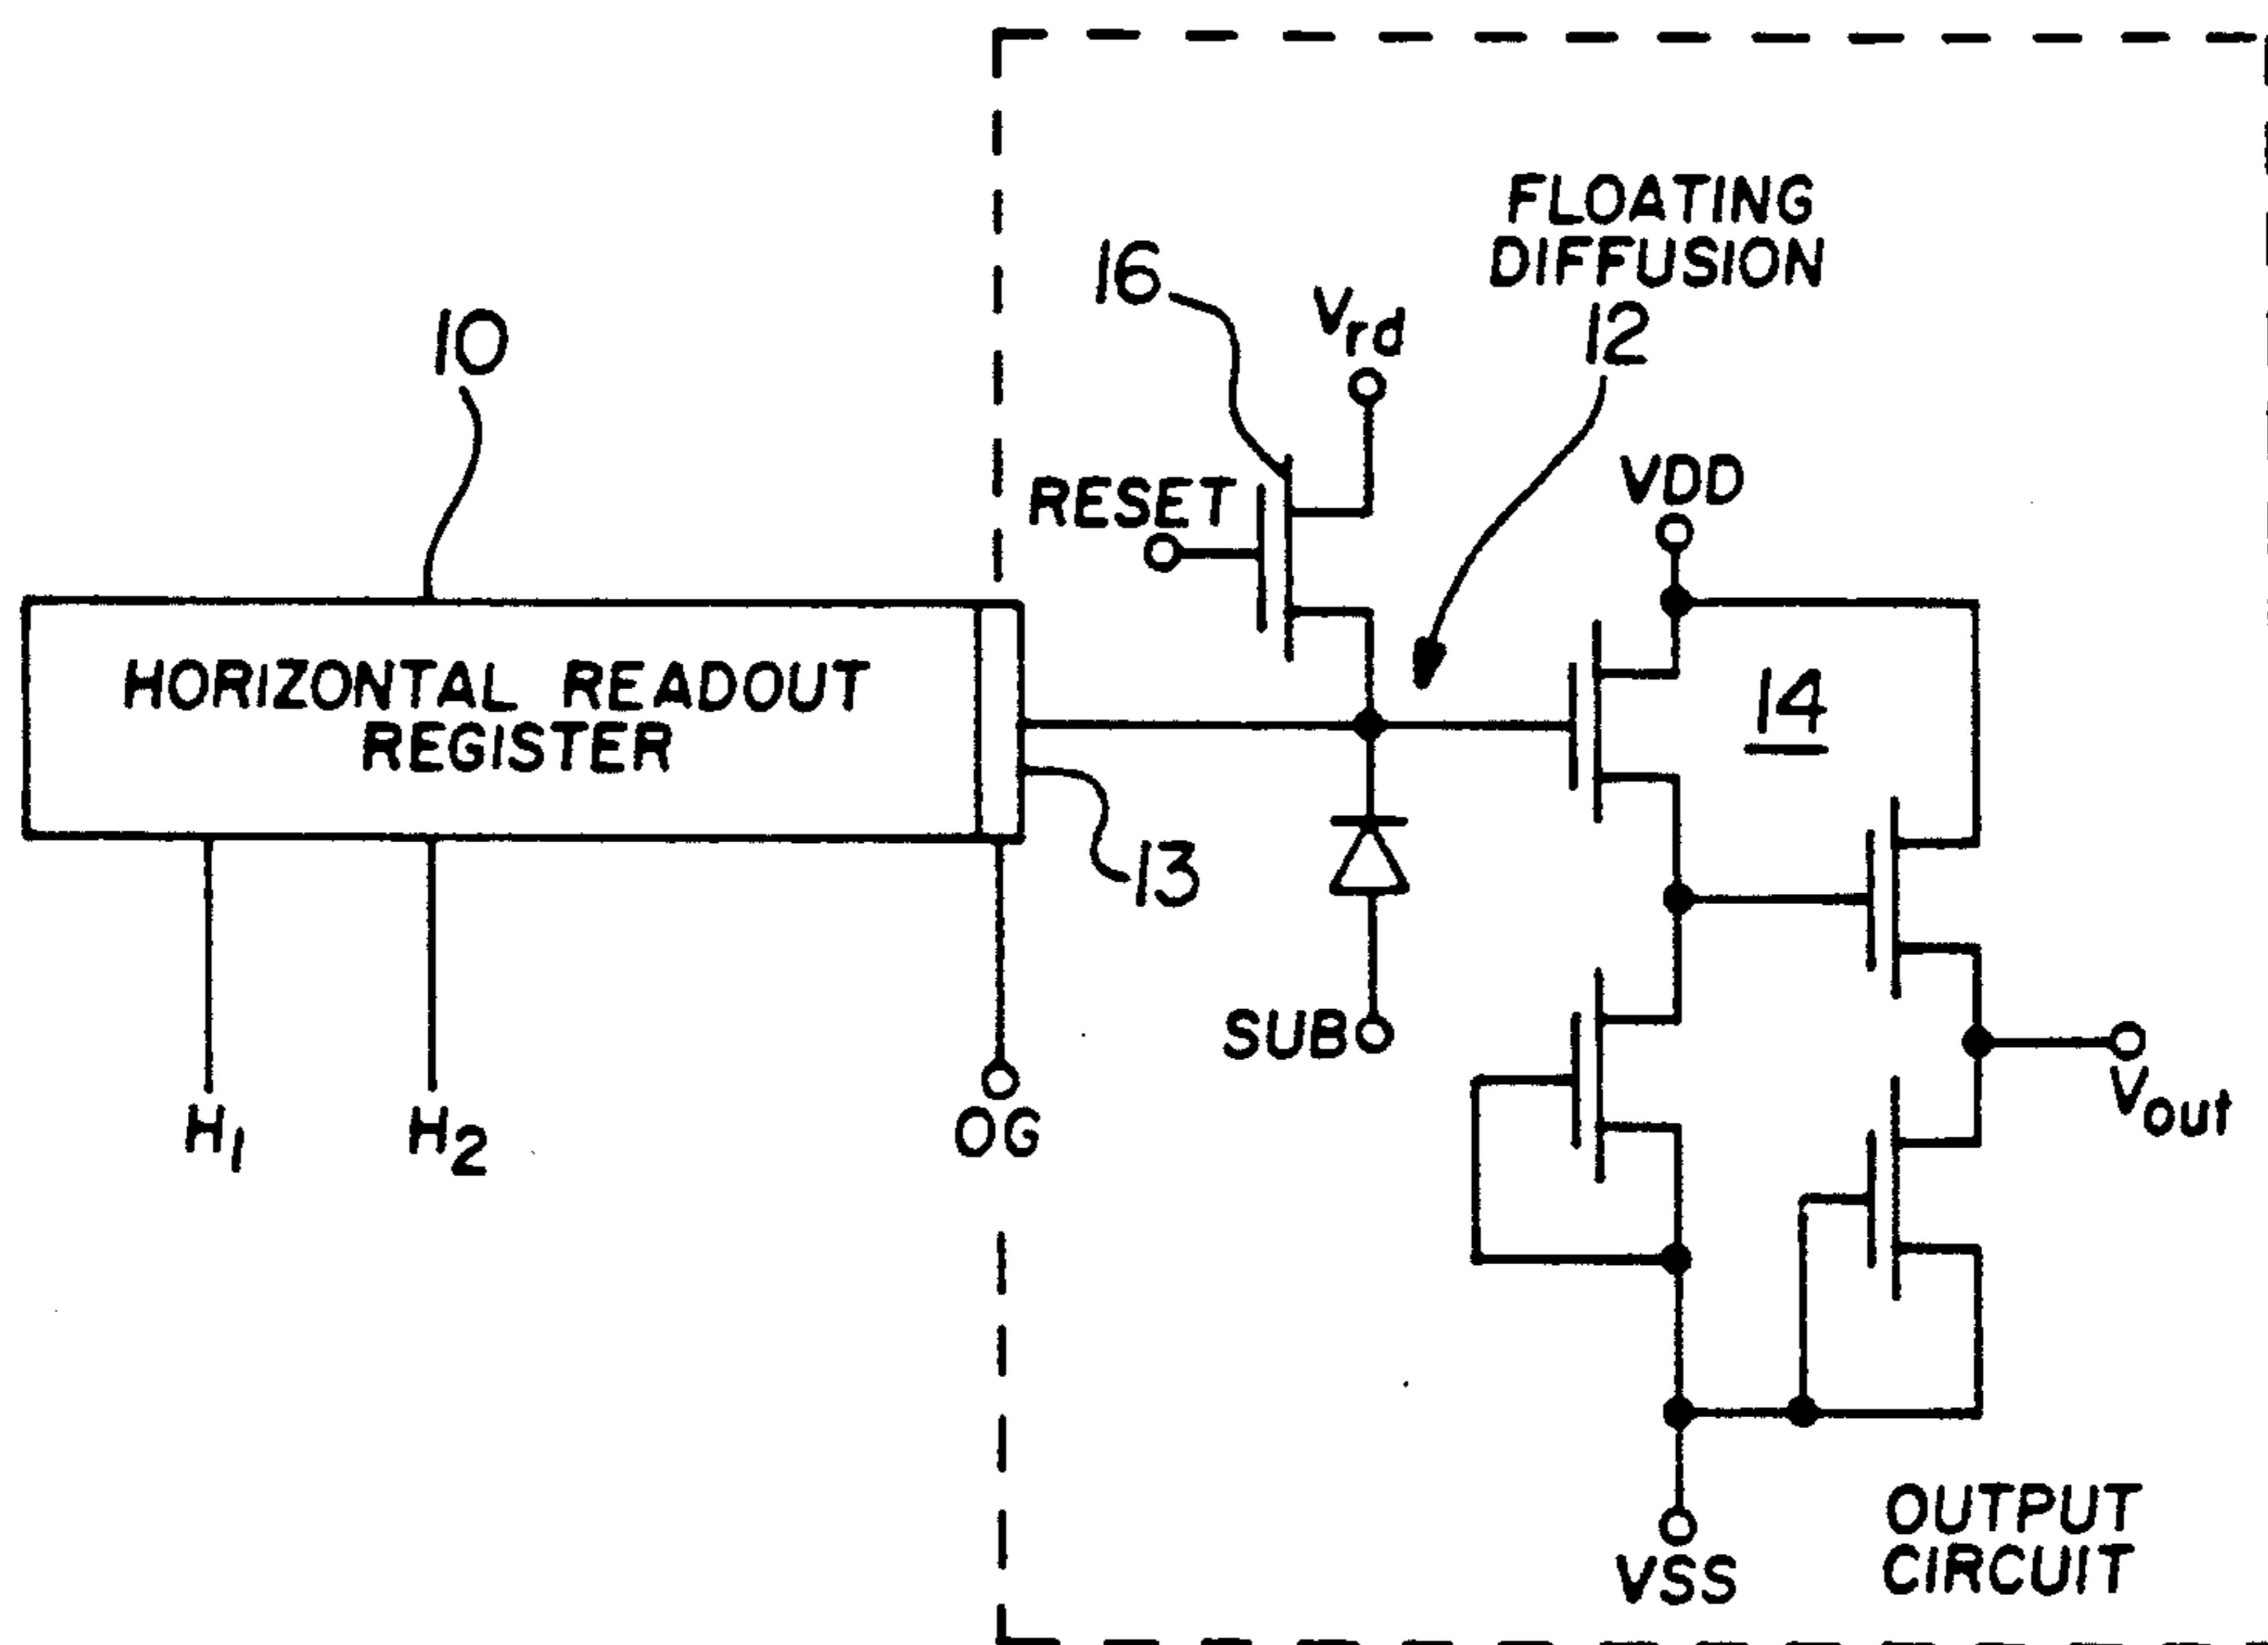 FLOATING
DIFFUSION
12
16
Vrd
10
RESET
VDD
HORIZONTAL READOUT
REGISTER
14
13
SUB
H1
H2
OG
Vout
VSS
OUTPUT
CIRCUIT